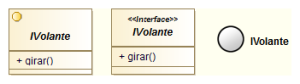 IVolante
+ girar()
<<Interface>>
IVolante
+ girar()
IVolante